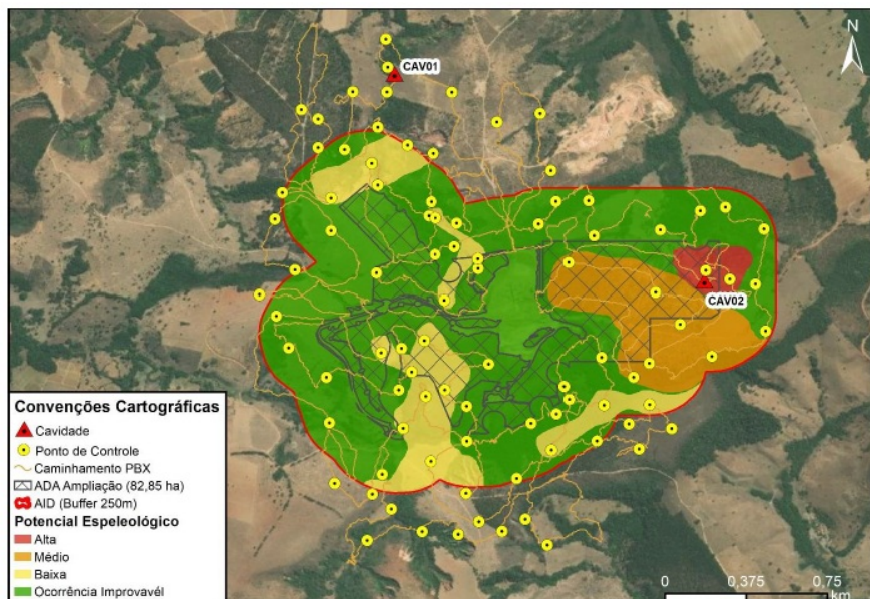 N
CAV01
CAV02
Convenções Cartográficas
Cavidade
Ponto de Controle
Caminhamento PBX
ADA Ampliação (82,85 ha)
AID (Buffer 250m)
Potencial Espeleológico
Alta
Médio
Baixa
Ocorrência Improvavél
0 0,375 0,75
km